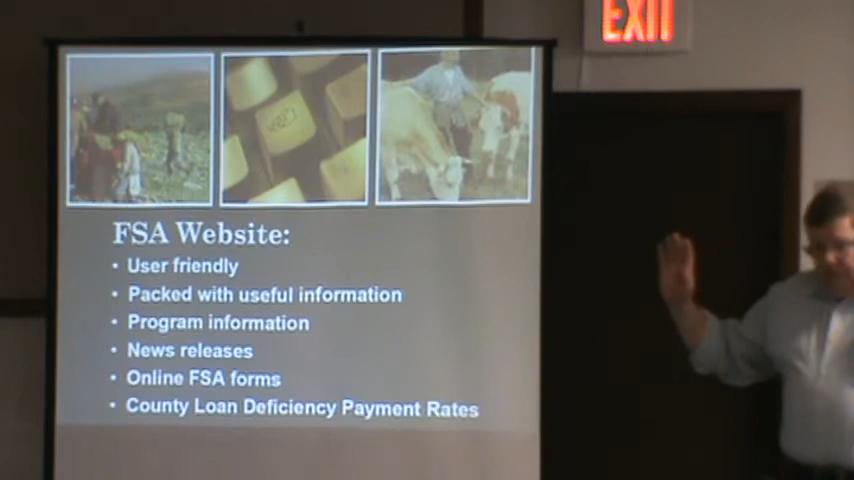 EXIT
FSA Website:
• User friendly
• Packed with useful information
• Program information
• News releases
• Online FSA forms
• County Loan Deficiency Payment Rates